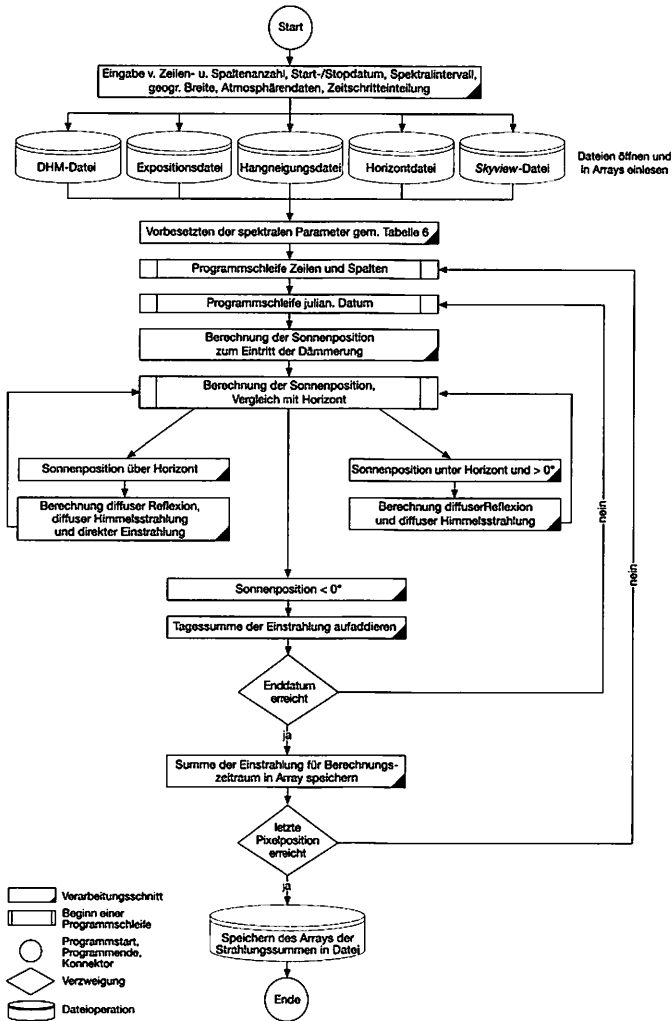 Start
Eingabe v. Zeilen- u. Spaltenanzahl, Start-/Stopdatum, Spektralintervall,
geogr. Breite, Atmosphärendaten, Zeitschritteinteilung
DHM-Datei
Expositionsdatei
Hangneigungsdatei
Horizontdatei
Skyview-Datei
Dateien öffnen und
in Arrays einlesen
Vorbesetzten der spektralen Parameter gem. Tabelle 6
Programmschleife Zeilen und Spalten
Programmschleife julian. Datum
Berechnung der Sonnenposition
zum Eintritt der Dämmerung
Berechnung der Sonnenposition,
Vergleich mit Horizont
Sonnenposition über Horizont
Sonnenposition unter Horizont und > 0°
Berechnung diffuser Reflexion,
diffuser Himmelsstrahlung
und direkter Einstrahlung
Berechnung diffuserReflexion
und diffuser Himmelsstrahlung
nein
nein
Sonnenposition < 0°
Tagessumme der Einstrahlung aufaddieren
Enddatum
erreicht
ja
Summe der Einstrahlung für Berechnungs-
zeitraum in Array speichern
letzte
Pixelposition
erreicht
ja
Speichern des Arrays der
Strahlungssummen in Datei
Ende
Verarbeitungsschnitt
Beginn einer
Programmschleife
Programmstart,
Programmende,
Konnektor
Verzweigung
Dateioperation